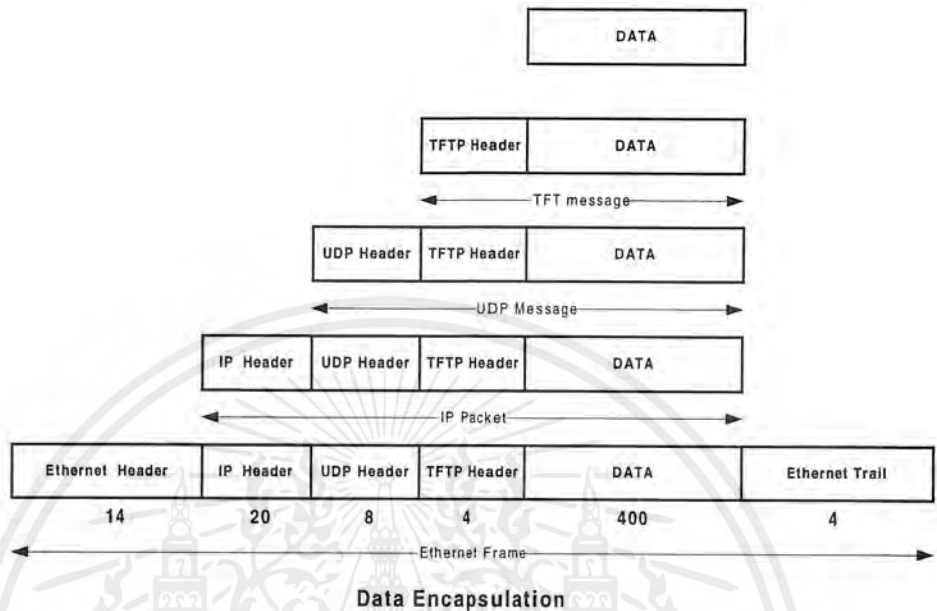 DATA
TFTP Header DATA
TFT message
UDP Header TFTP Header DATA
UDP Message
IP Header UDP Header TFTP Header DATA
IP Packet
Ethernet Header IP Header UDP Header TFTP Header DATA Ethernet Trail
14 20 8 4 400 4
Ethernet Frame
Data Encapsulation